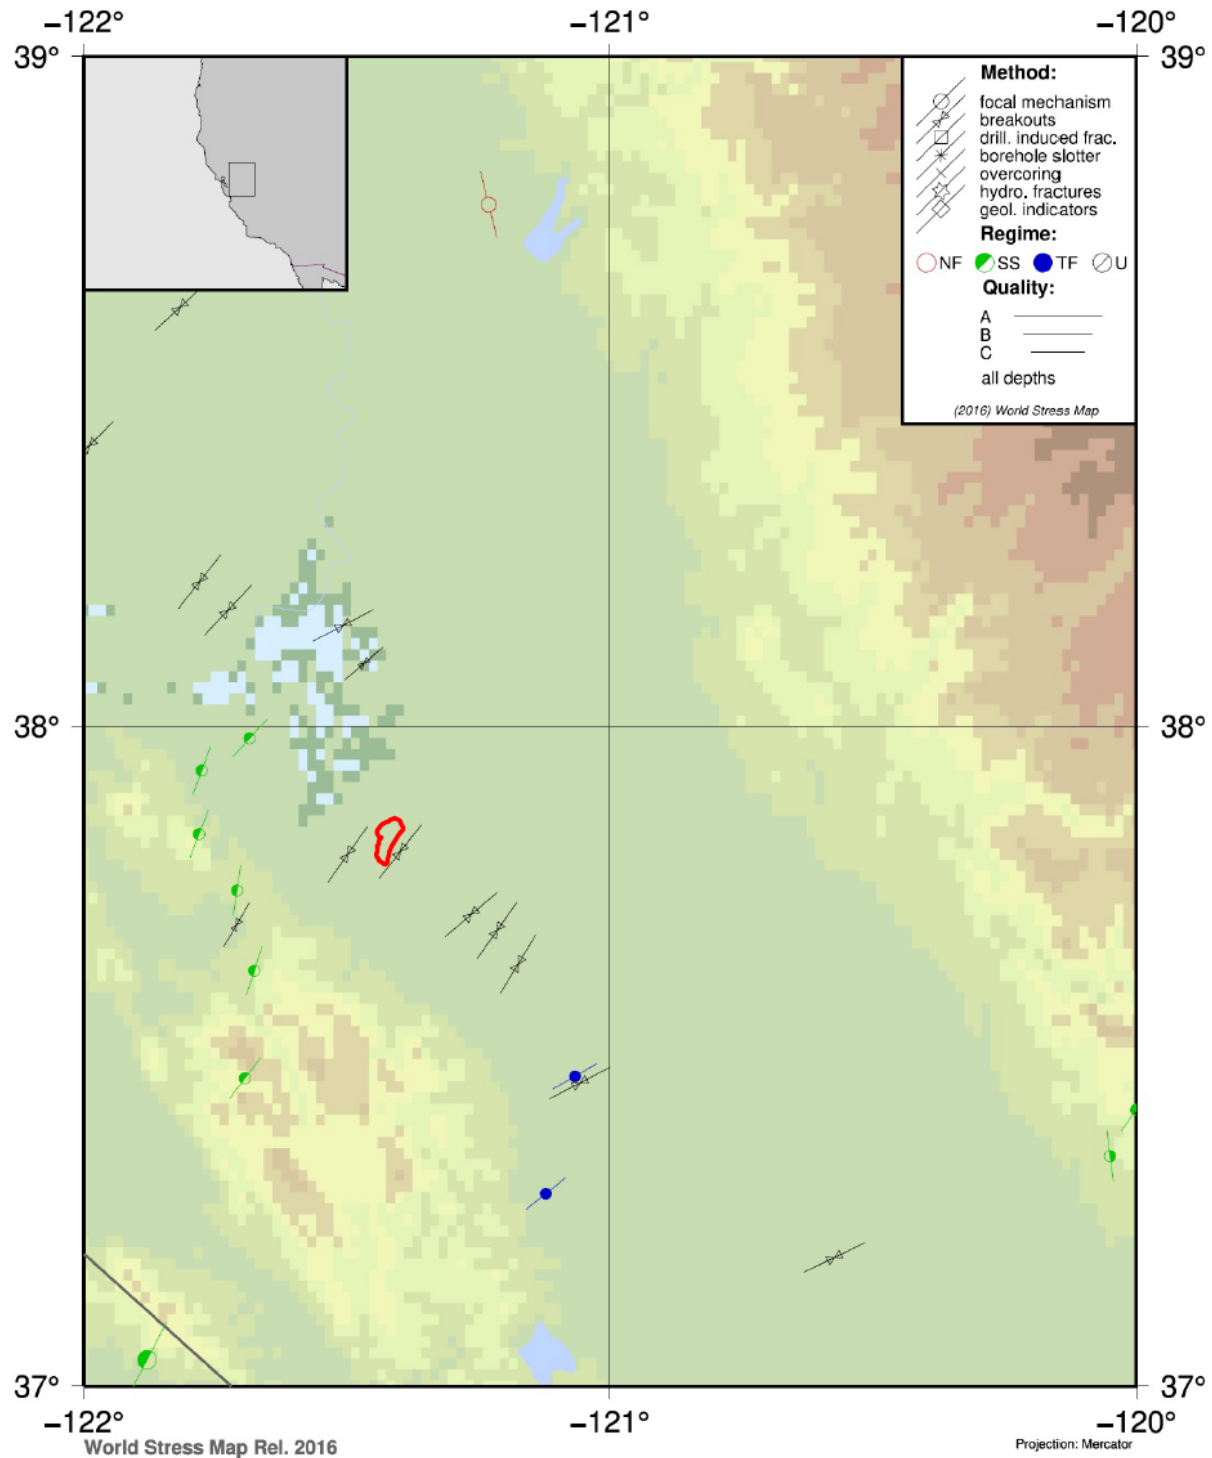 −122° −121° −120°
39° 39°
Method:
focal mechanism
breakouts
drill. induced frac.
borehole slotter
overcoring
hydro. fractures
geol. indicators
Regime:
NF SS TF U
Quality:
A
B
C
all depths
(2016) World Stress Map
38° 38°
37° 37°
−122° −121° −120°
World Stress Map Rel. 2016
Projection: Mercator